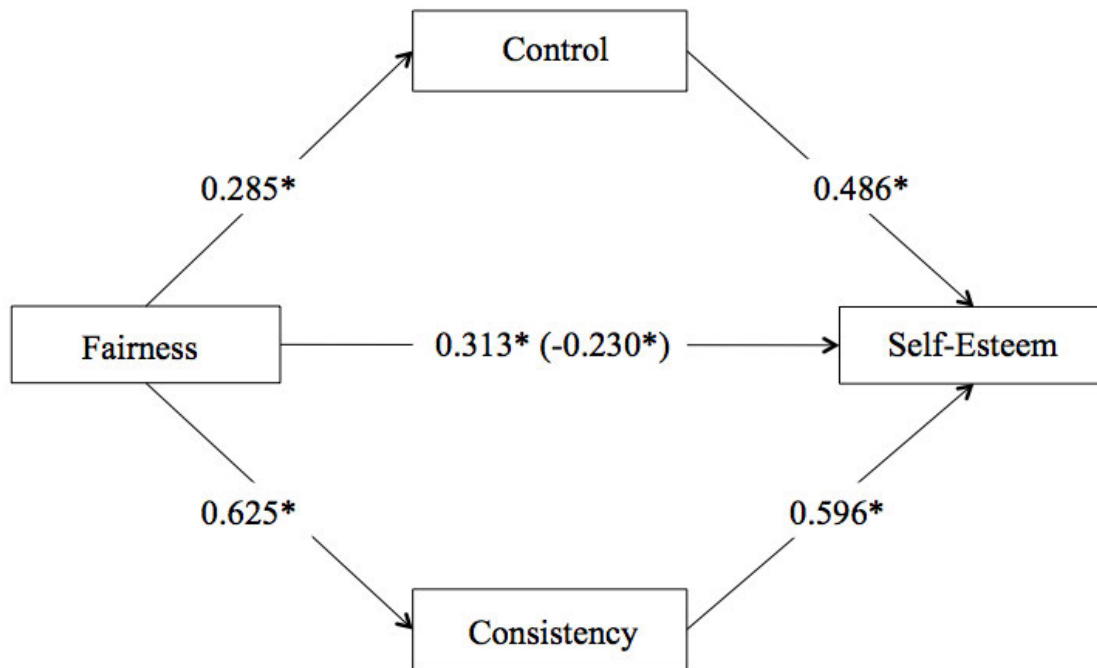 Control
0.285*
0.486*
Fairness
0.313* (-0.230*)
Self-Esteem
0.625*
0.596*
Consistency